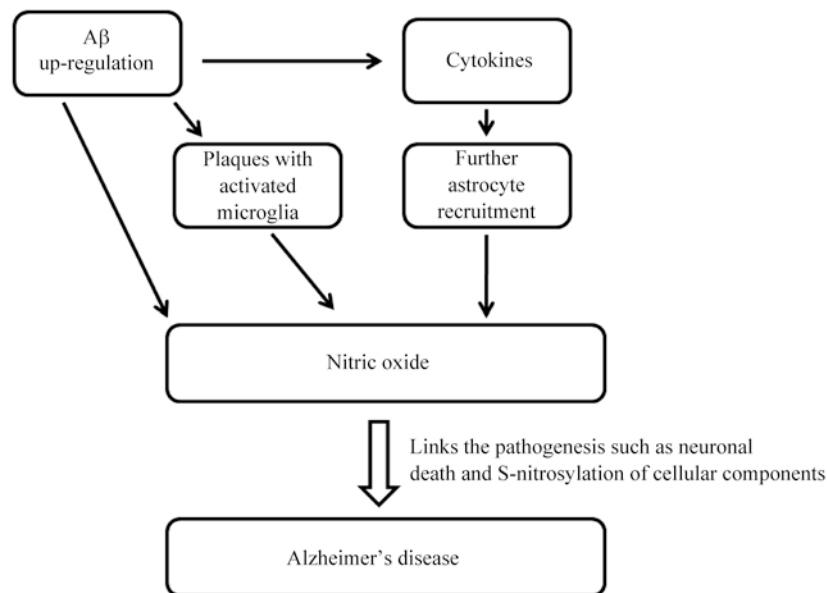 Aβ
up-regulation
Cytokines
Plaques with
activated
microglia
Further
astrocyte
recruitment
Nitric oxide
Links the pathogenesis such as neuronal
death and S-nitrosylation of cellular components
Alzheimer’s disease